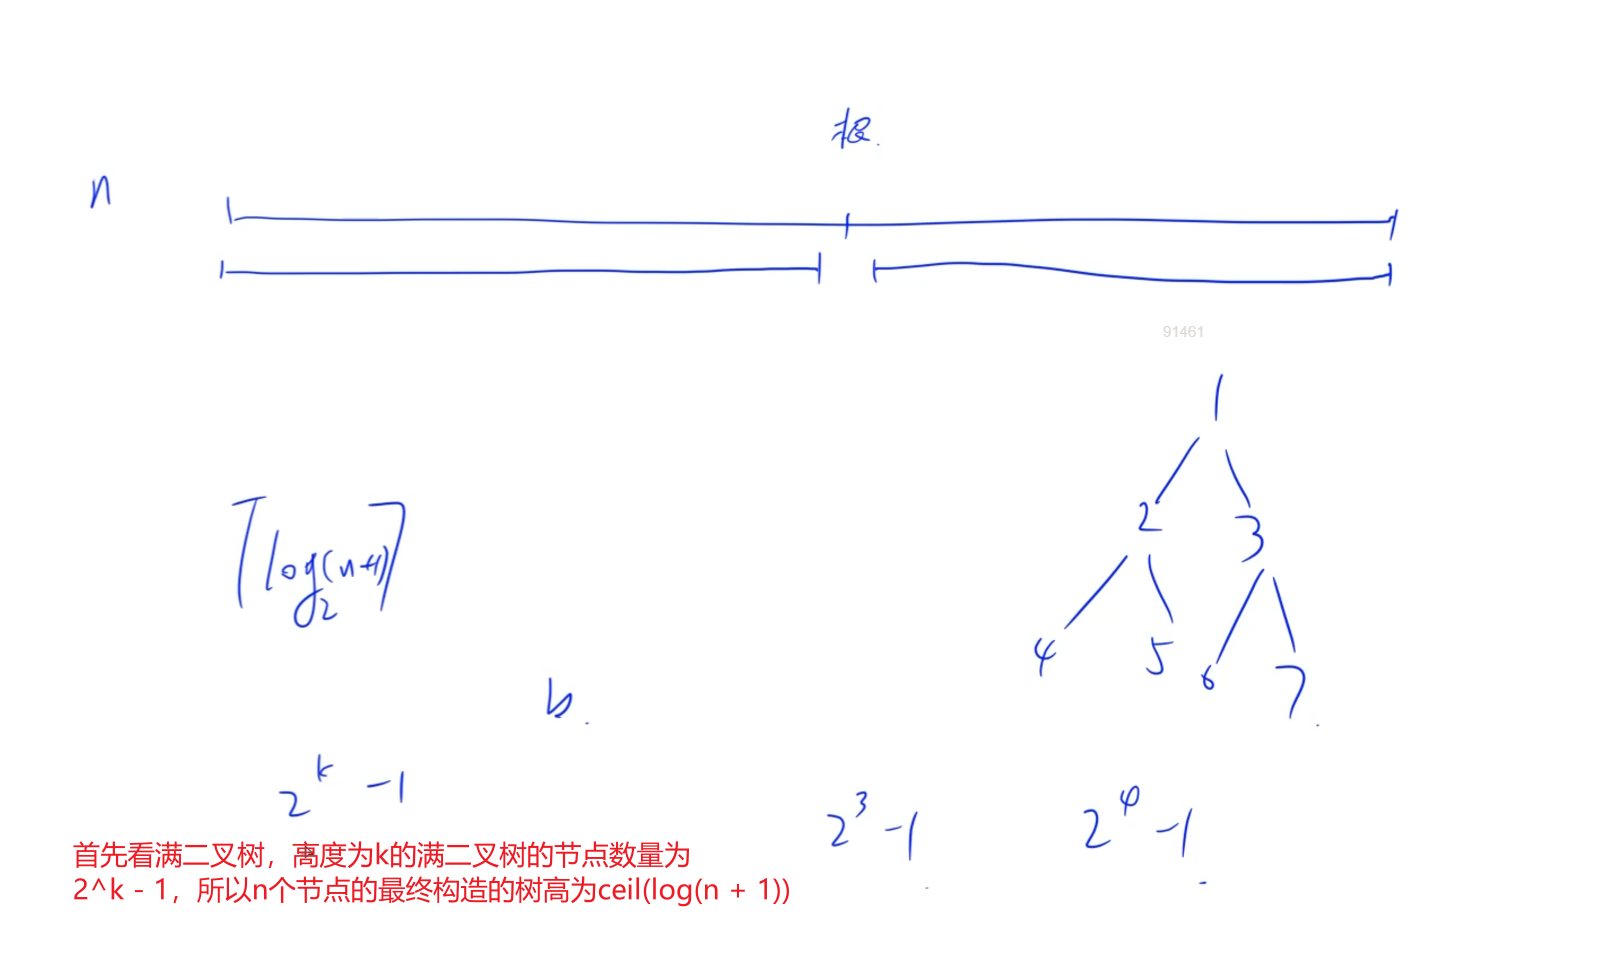 根.
n
91461
1
2 3
⌈log₂(n+1)⌉
4 5 6 7
b.
2^k -1
2^3 -1 2^4 -1
首先看满二叉树，离度为k的满二叉树的节点数量为
2^k - 1，所以n个节点的最终构造的树高为ceil(log(n + 1))